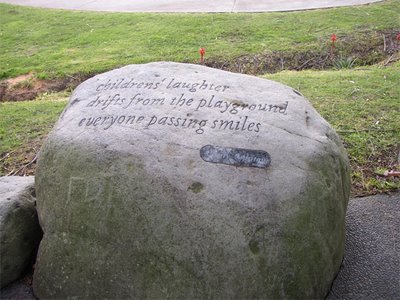 childrens' laughter
drifts from the playground
everyone passing smiles